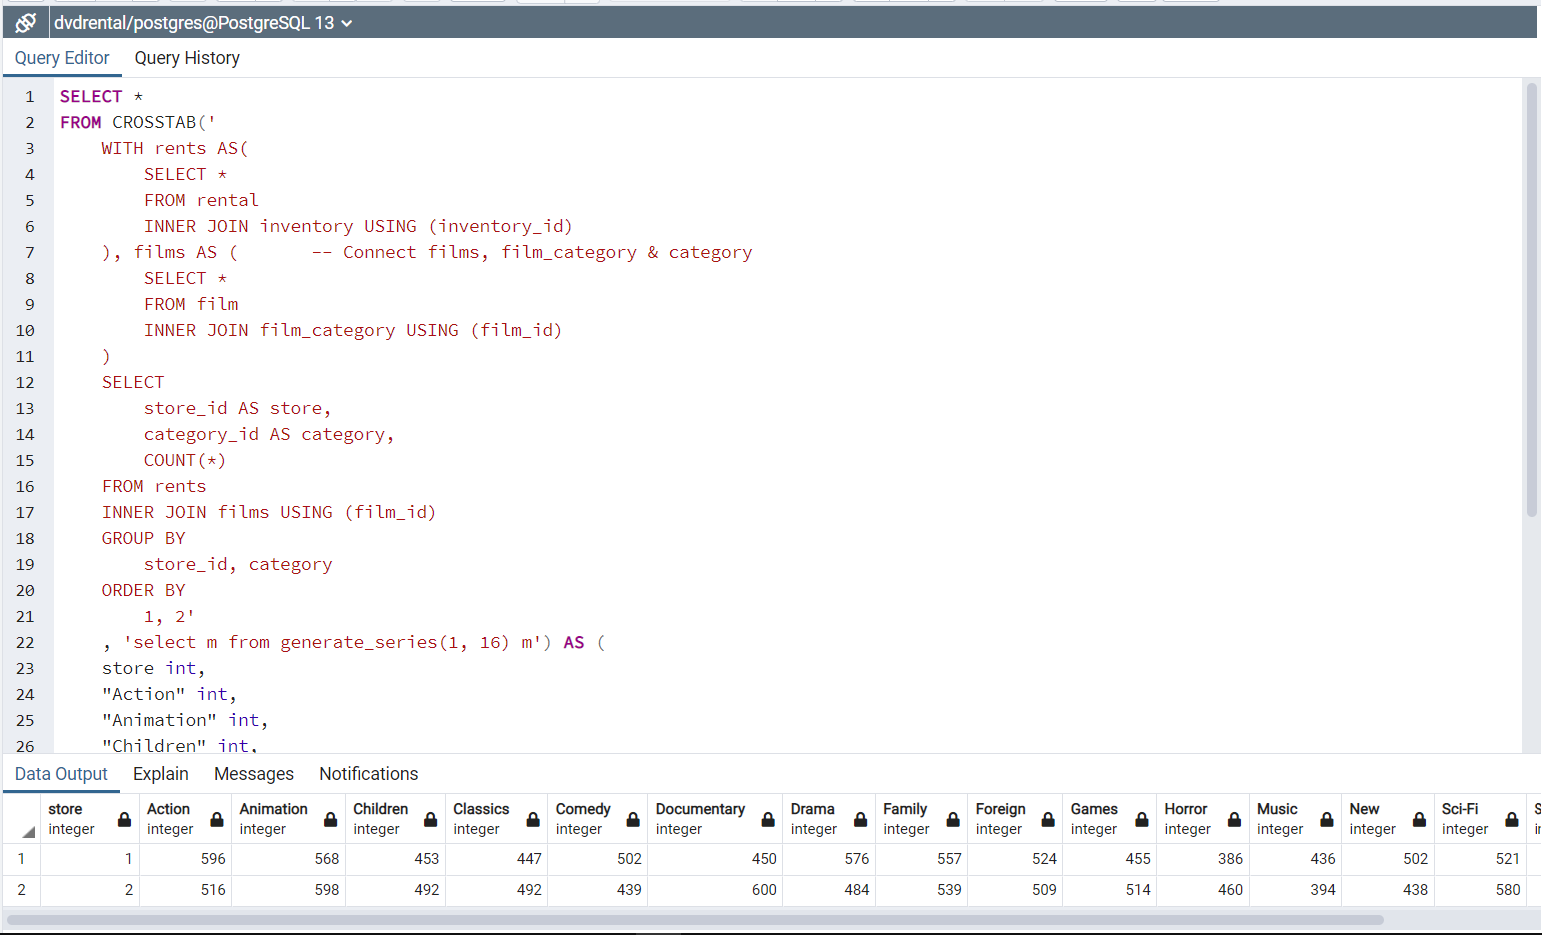 dvdrental/postgres@PostgreSQL 13
Query Editor Query History
1 SELECT *
2 FROM CROSSTAB('
3 WITH rents AS(
4 SELECT *
5 FROM rental
6 INNER JOIN inventory USING (inventory_id)
7 ), films AS ( -- Connect films, film_category & category
8 SELECT *
9 FROM film
10 INNER JOIN film_category USING (film_id)
11 )
12 SELECT
13 store_id AS store,
14 category_id AS category,
15 COUNT(*)
16 FROM rents
17 INNER JOIN films USING (film_id)
18 GROUP BY
19 store_id, category
20 ORDER BY
21 1, 2'
22 , 'select m from generate_series(1, 16) m') AS (
23 store int,
24 "Action" int,
25 "Animation" int,
26 "Children" int,
Data Output Explain Messages Notifications
store Action Animation Children Classics Comedy Documentary Drama Family Foreign Games Horror Music New Sci-Fi S
integer integer integer integer integer integer integer integer integer integer integer integer integer integer integer
1 1 596 568 453 447 502 450 576 557 524 455 386 436 502 521
2 2 516 598 492 492 439 600 484 539 509 514 460 394 438 580